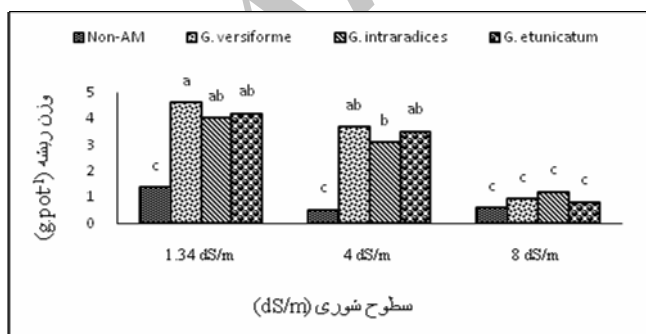 Non-AM G. versiforme G. intraradices G. etunicatum
وزن ریشه (g.pot-1)
5
4
3
2
1
0
c a ab ab
c ab b ab
c c c c
1.34 dS/m 4 dS/m 8 dS/m
سطوح شوری (dS/m)